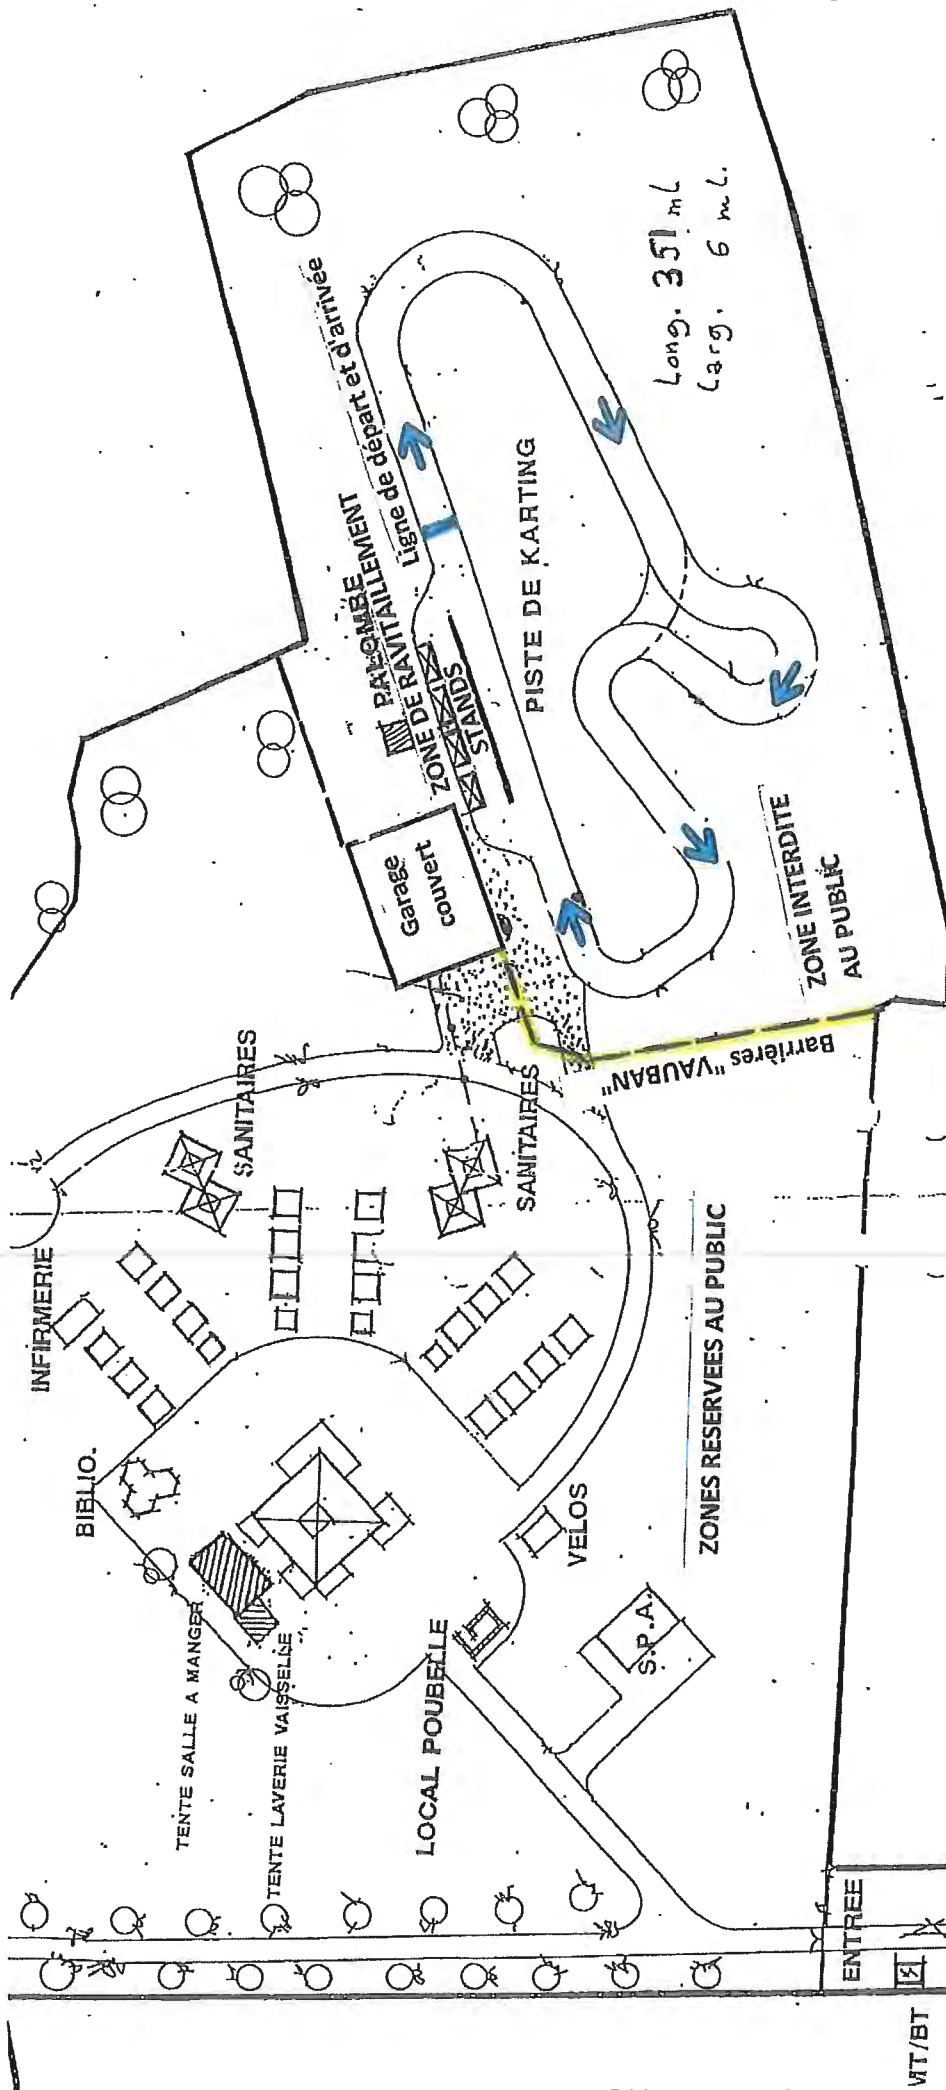 PALOMBE
ZONE DE RAVITAILLEMENT
Ligne de départ et d'arrivée
STANDS
Garage
couvert
PISTE DE KARTING
Long. 351 mL
Larg. 6 mL.
ZONE INTERDITE
AU PUBLIC
Barrières "VAUBAN"
SANITAIRES
SANITAIRES
INFIRMERIE
BIBLIO.
TENTE SALLE A MANGER
TENTE LAVERIE VAISSELLE
LOCAL POUBELLE
VELOS
S.P.A.
ZONES RESERVEES AU PUBLIC
ENTREE
MT/BT